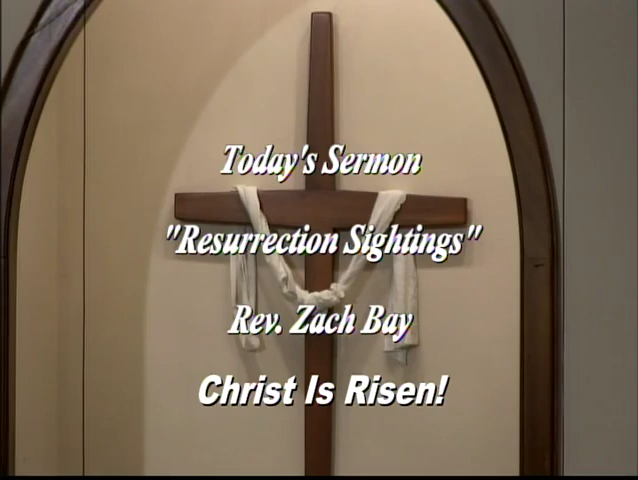 Today's Sermon
"Resurrection Sightings"
Rev. Zach Bay
Christ Is Risen!